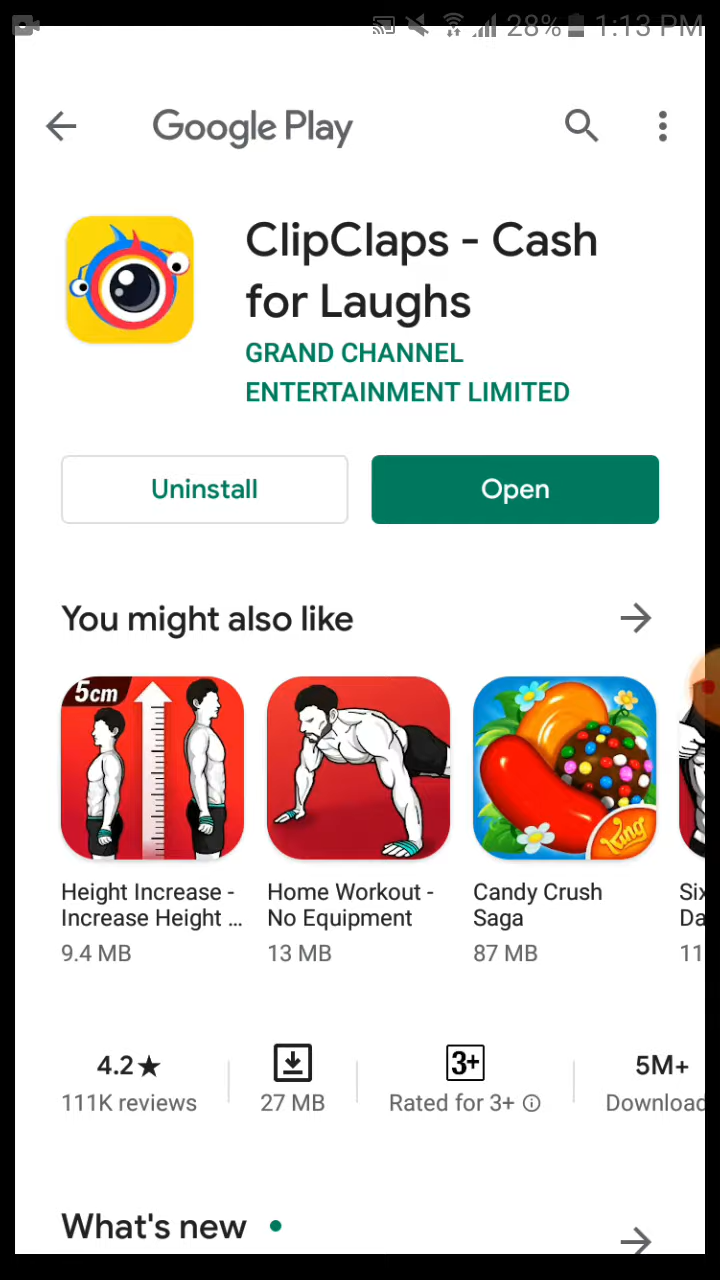 28% 1:13 PM
Google Play
ClipClaps - Cash
for Laughs
GRAND CHANNEL
ENTERTAINMENT LIMITED
Uninstall
Open
You might also like
5cm
King
Height Increase -
Increase Height ...
9.4 MB
Home Workout -
No Equipment
13 MB
Candy Crush
Saga
87 MB
Six
Da
11
4.2★
111K reviews
27 MB
3+
Rated for 3+
5M+
Download
What's new